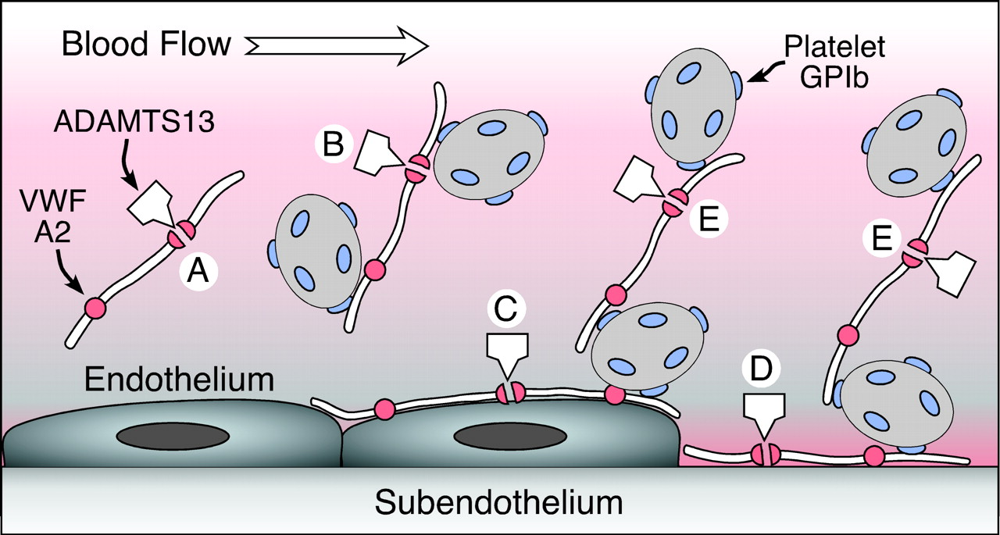 Blood Flow
Platelet
GPIb
ADAMTS13
B
VWF
A2
A
E
E
C
D
Endothelium
Subendothelium